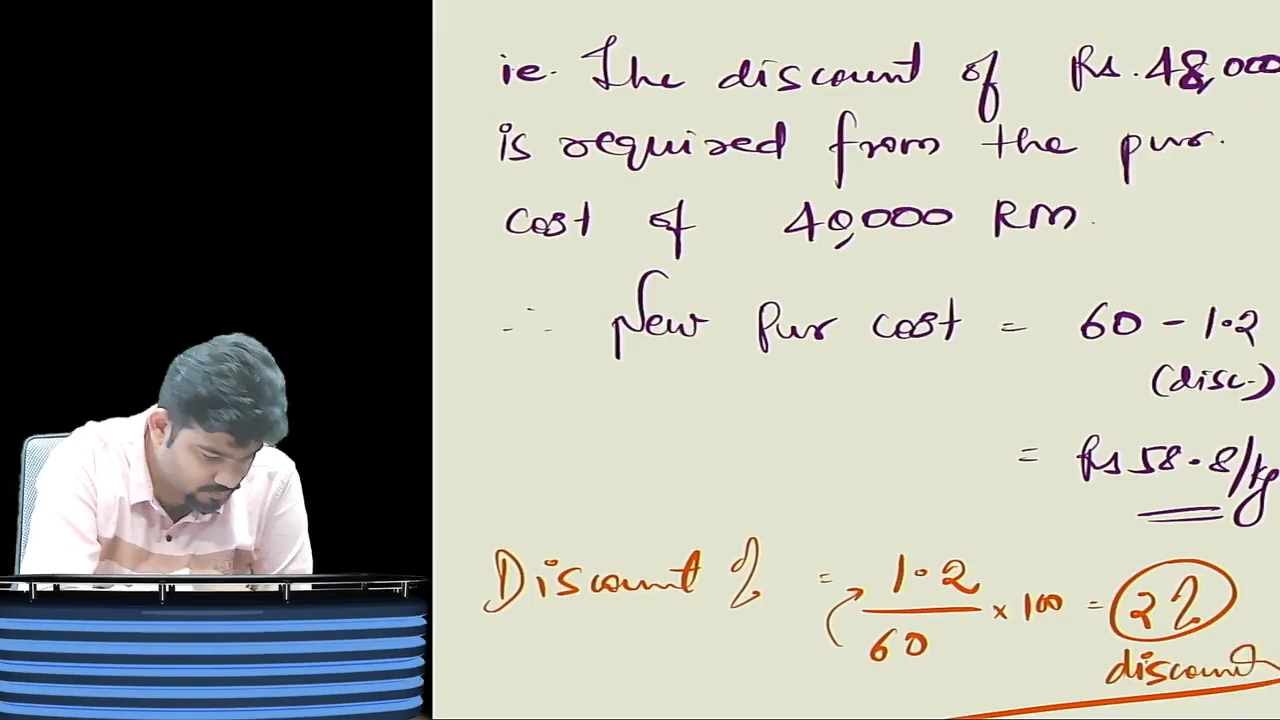 ie. The discount of Rs. 48,000
is required from the pur.
cost of 40,000 RM.
∴ New Pur cost = 60 - 1.2
(disc.)
= Rs 58.8/kg
Discount % = 1.2/60 × 100 = 2%
discount